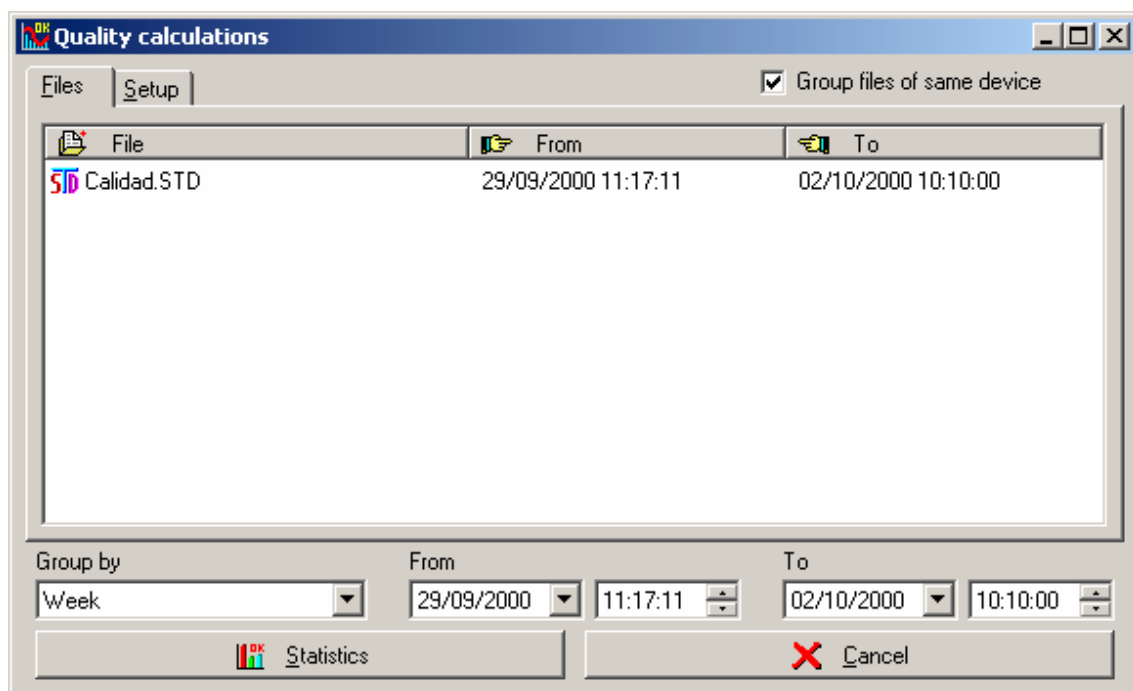 Quality calculations
Files Setup Group files of same device
File From To
STD Calidad.STD 29/09/2000 11:17:11 02/10/2000 10:10:00
Group by From To
Week 29/09/2000 11:17:11 02/10/2000 10:10:00
OK Statistics Cancel